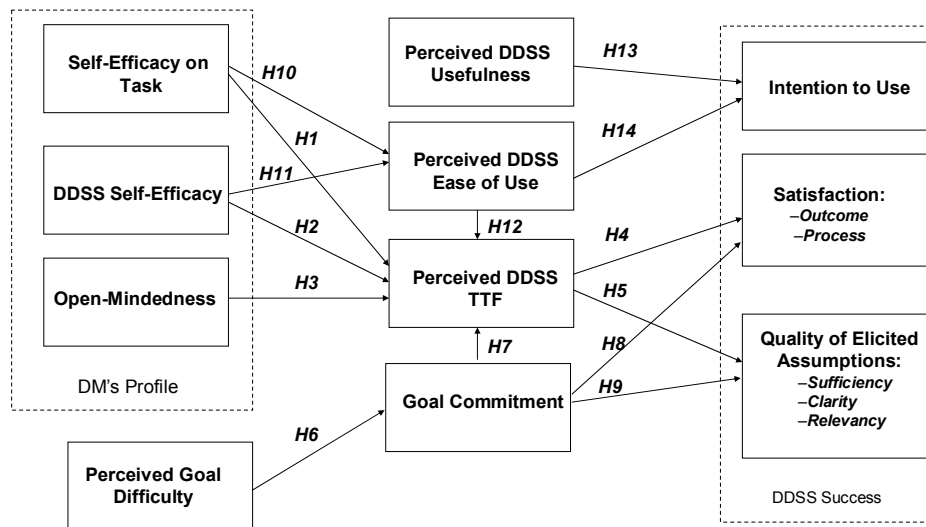 Self-Efficacy on
Task
DDSS Self-Efficacy
Open-Mindedness
DM's Profile
Perceived Goal
Difficulty
H10
H1
H11
H2
H3
H6
Perceived DDSS
Usefulness
Perceived DDSS
Ease of Use
H12
Perceived DDSS
TTF
H7
Goal Commitment
H13
H14
H4
H5
H8
H9
Intention to Use
Satisfaction:
–Outcome
–Process
Quality of Elicited
Assumptions:
–Sufficiency
–Clarity
–Relevancy
DDSS Success